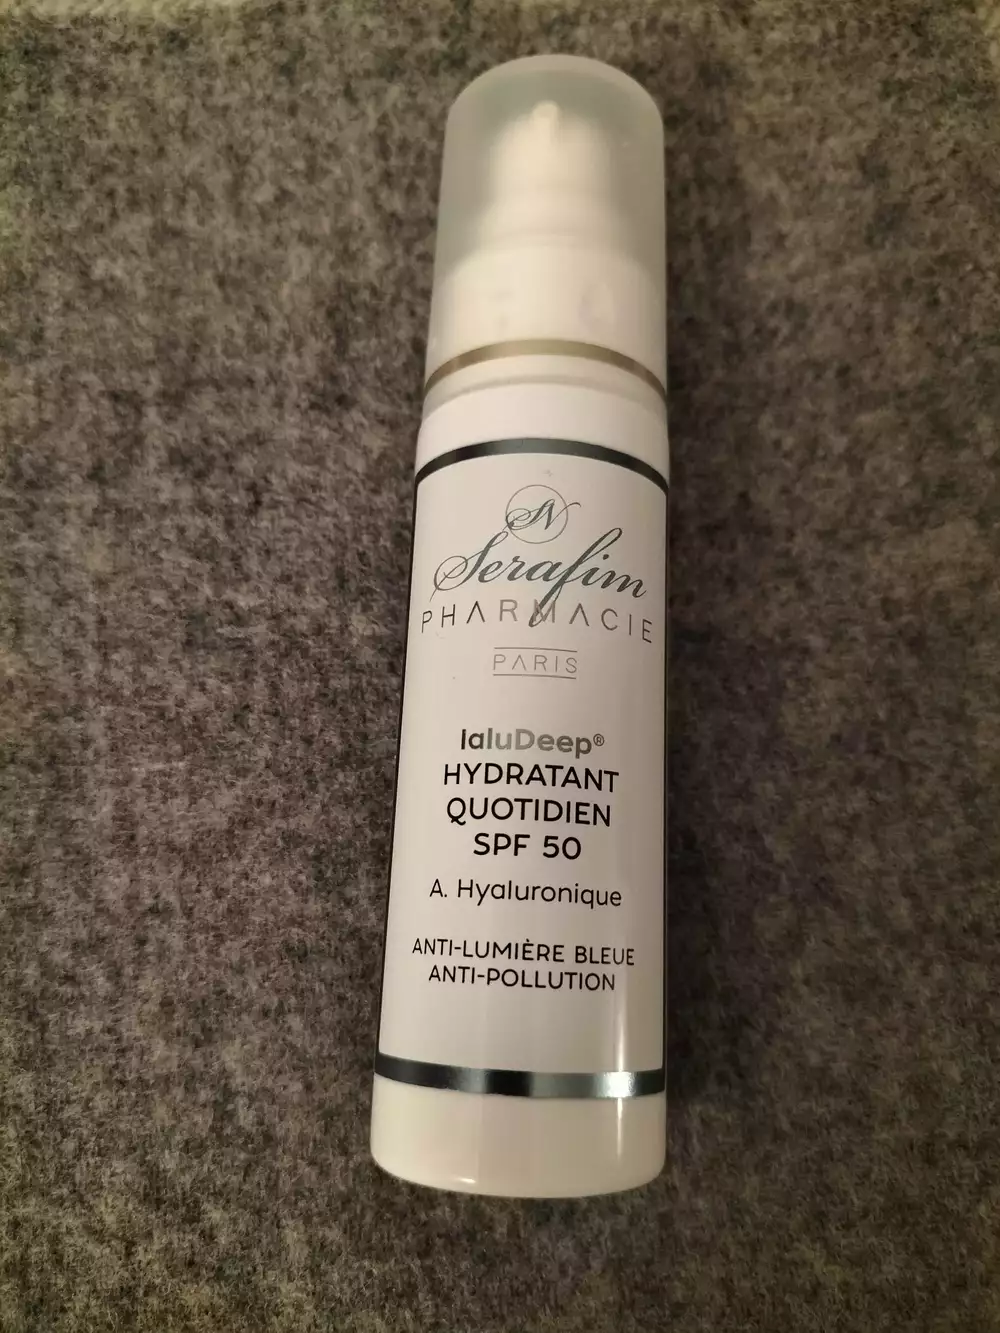 SN
Serafim
PHARMACIE
PARIS
IaluDeep®
HYDRATANT
QUOTIDIEN
SPF 50
A. Hyaluronique
ANTI-LUMIÈRE BLEUE
ANTI-POLLUTION